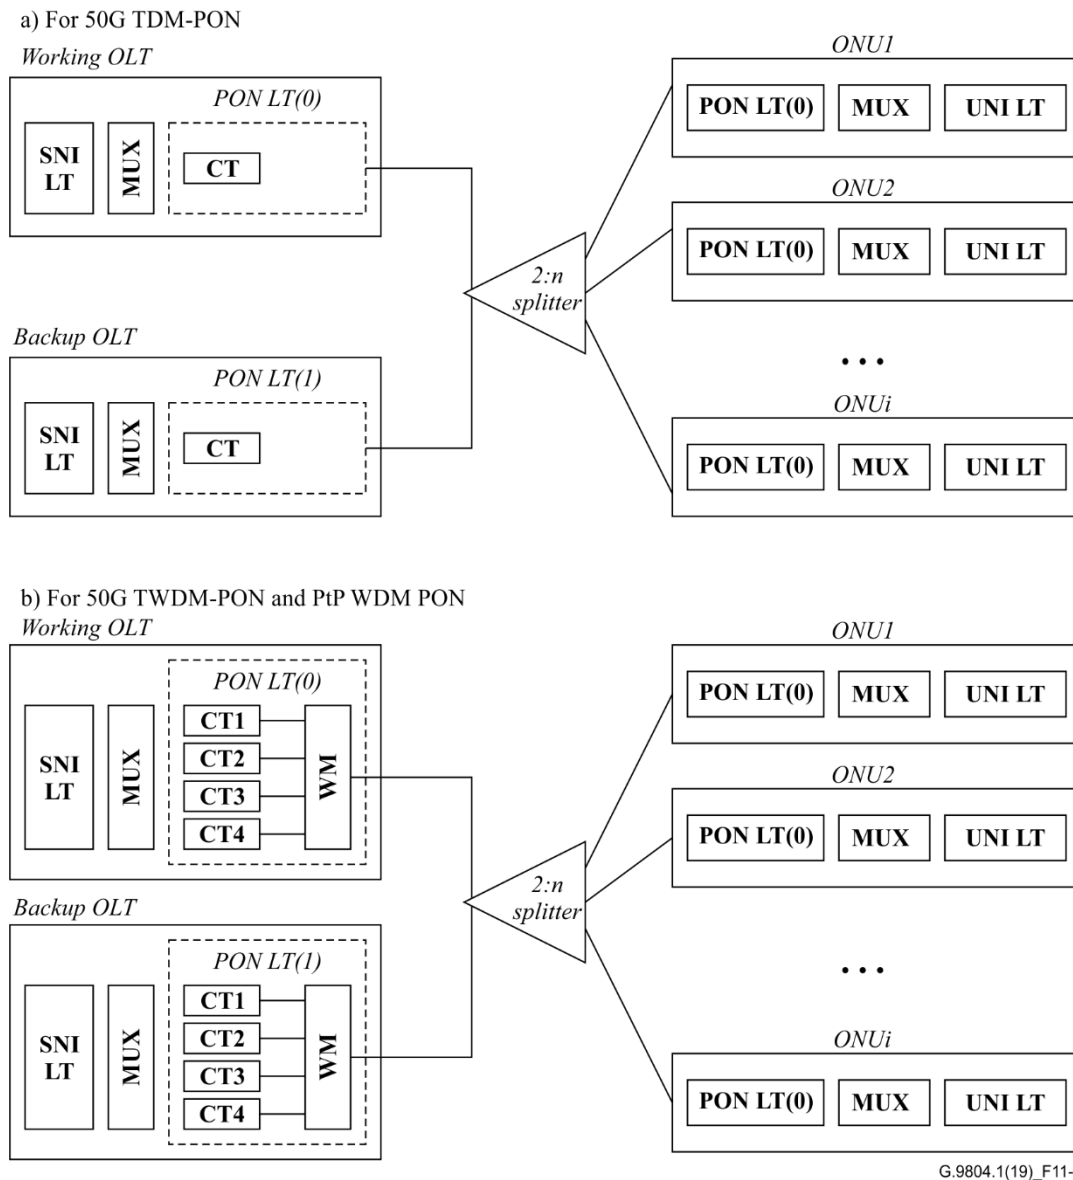 a) For 50G TDM-PON
Working OLT
PON LT(0)
SNI
LT
MUX
CT
Backup OLT
PON LT(1)
SNI
LT
MUX
CT
2:n
splitter
ONU1
PON LT(0)
MUX
UNI LT
ONU2
PON LT(0)
MUX
UNI LT
...
ONUi
PON LT(0)
MUX
UNI LT
b) For 50G TWDM-PON and PtP WDM PON
Working OLT
PON LT(0)
SNI
LT
MUX
CT1
CT2
CT3
CT4
WM
Backup OLT
PON LT(1)
SNI
LT
MUX
CT1
CT2
CT3
CT4
WM
2:n
splitter
ONU1
PON LT(0)
MUX
UNI LT
ONU2
PON LT(0)
MUX
UNI LT
...
ONUi
PON LT(0)
MUX
UNI LT
G.9804.1(19)_F11-